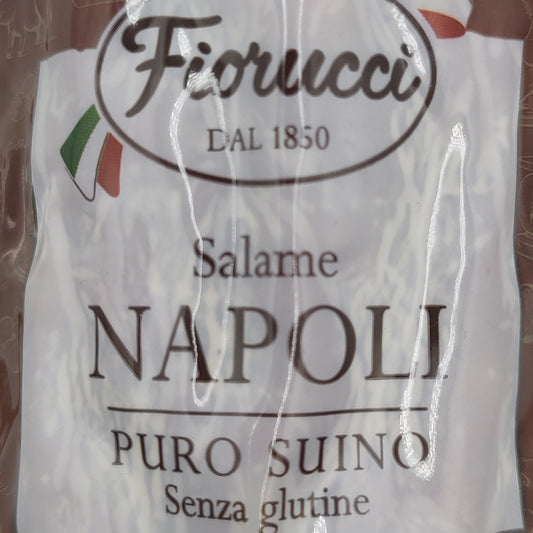 Fiorucci
DAL 1850
Salame
NAPOLI
PURO SUINO
Senza glutine